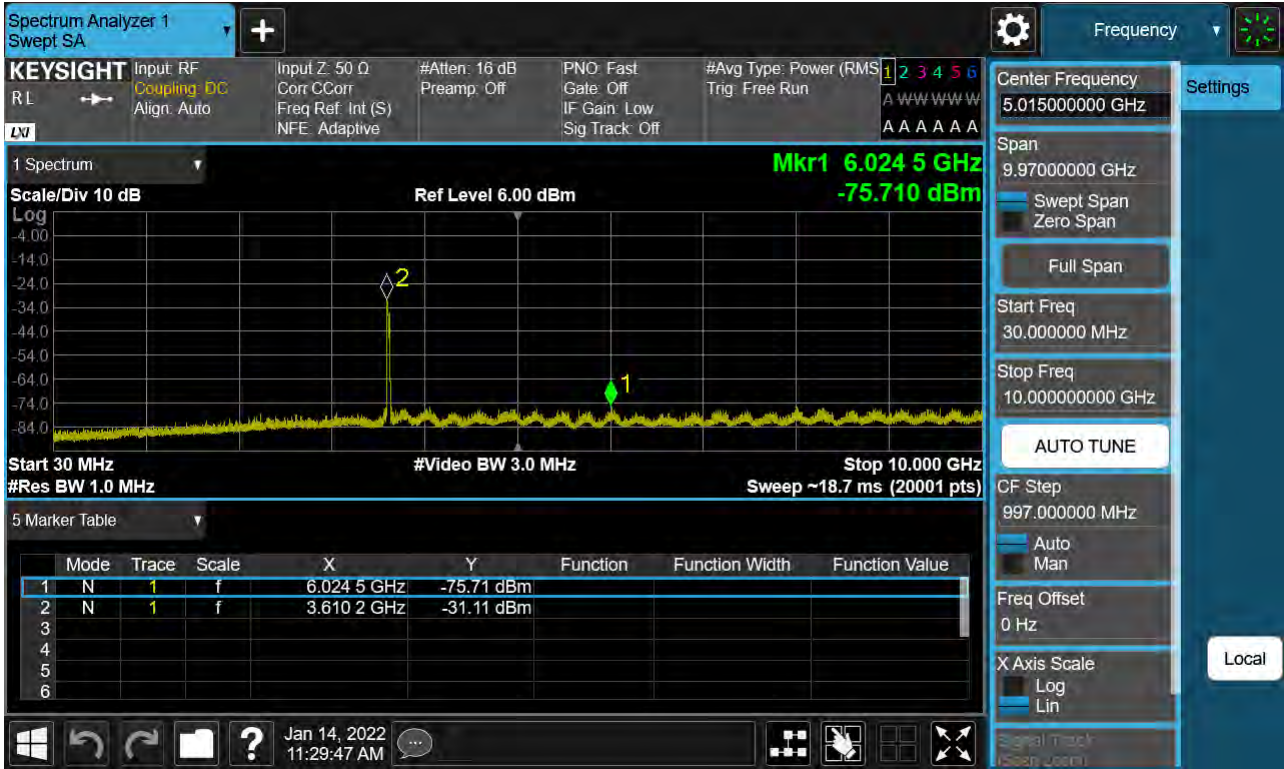 Spectrum Analyzer 1
Swept SA
Frequency
KEYSIGHT
R L
LXI
Input: RF
Coupling: DC
Align: Auto
Input Z: 50 Ω
Corr CCorr
Freq Ref: Int (S)
NFE: Adaptive
#Atten: 16 dB
Preamp: Off
PNO: Fast
Gate: Off
IF Gain: Low
Sig Track: Off
#Avg Type: Power (RMS
Trig: Free Run
1 2 3 4 5 6
A W W W W W
A A A A A A
1 Spectrum
Mkr1 6.024 5 GHz
-75.710 dBm
Scale/Div 10 dB
Ref Level 6.00 dBm
Log
-4.00
-14.0
-24.0
-34.0
-44.0
-54.0
-64.0
-74.0
-84.0
2
1
Start 30 MHz
#Video BW 3.0 MHz
Stop 10.000 GHz
#Res BW 1.0 MHz
Sweep ~18.7 ms (20001 pts)
5 Marker Table
Mode Trace Scale X Y Function Function Width Function Value
1 N 1 f 6.024 5 GHz -75.71 dBm
2 N 1 f 3.610 2 GHz -31.11 dBm
3
4
5
6
Jan 14, 2022
11:29:47 AM
Center Frequency
5.015000000 GHz
Span
9.97000000 GHz
Swept Span
Zero Span
Full Span
Start Freq
30.000000 MHz
Stop Freq
10.000000000 GHz
AUTO TUNE
CF Step
997.000000 MHz
Auto
Man
Freq Offset
0 Hz
X Axis Scale
Log
Lin
Signal Track
(Span Zoom)
Settings
Local